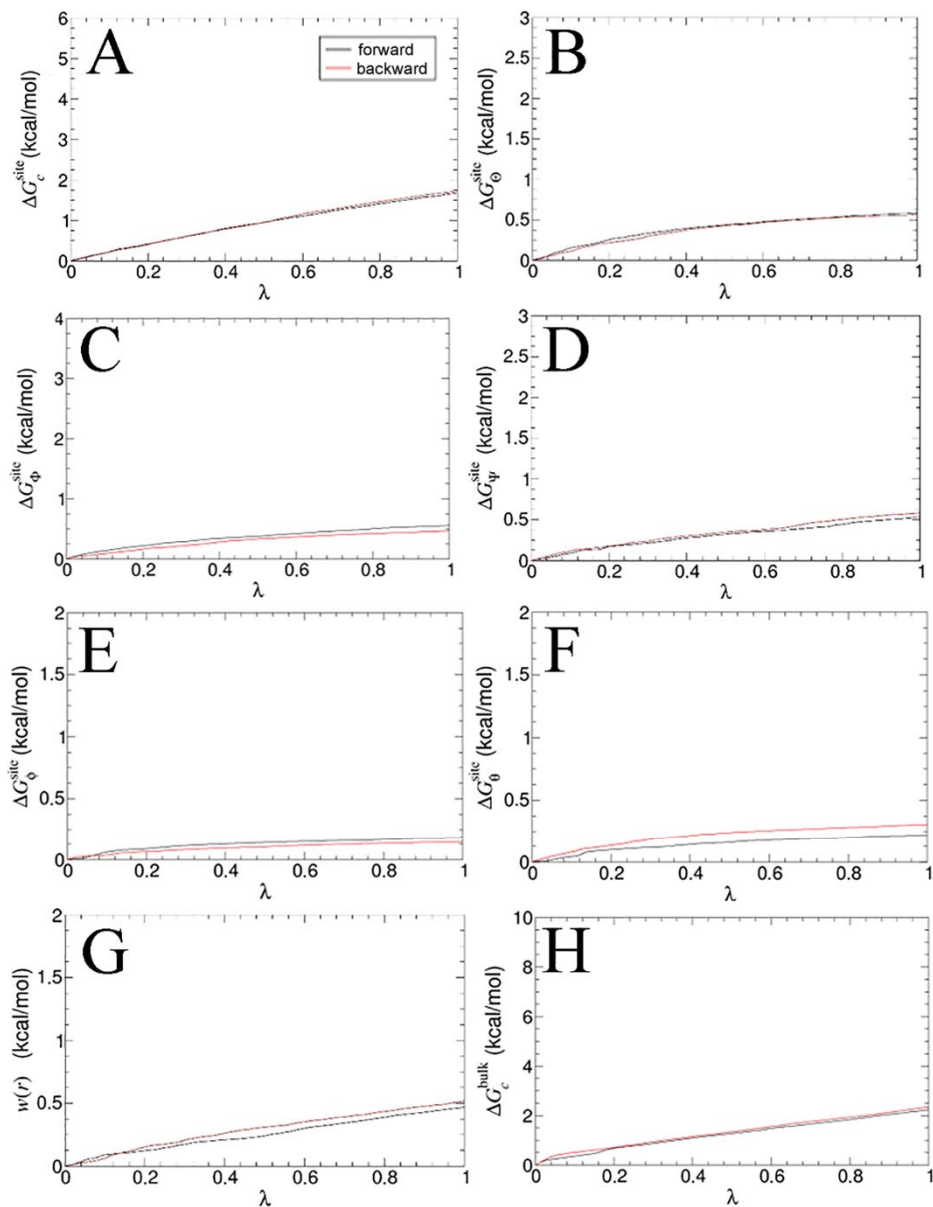 A
forward
backward
ΔG_c^site (kcal/mol)
6
5
4
3
2
1
0
0 0.2 0.4 0.6 0.8 1
λ
B
ΔG_Θ^site (kcal/mol)
3
2.5
2
1.5
1
0.5
0
0 0.2 0.4 0.6 0.8 1
λ
C
ΔG_Φ^site (kcal/mol)
4
3
2
1
0
0 0.2 0.4 0.6 0.8 1
λ
D
ΔG_Ψ^site (kcal/mol)
3
2.5
2
1.5
1
0.5
0
0 0.2 0.4 0.6 0.8 1
λ
E
ΔG_ϕ^site (kcal/mol)
2
1.5
1
0.5
0
0 0.2 0.4 0.6 0.8 1
λ
F
ΔG_θ^site (kcal/mol)
2
1.5
1
0.5
0
0 0.2 0.4 0.6 0.8 1
λ
G
w(r) (kcal/mol)
2
1.5
1
0.5
0
0 0.2 0.4 0.6 0.8 1
λ
H
ΔG_c^bulk (kcal/mol)
10
8
6
4
2
0
0 0.2 0.4 0.6 0.8 1
λ